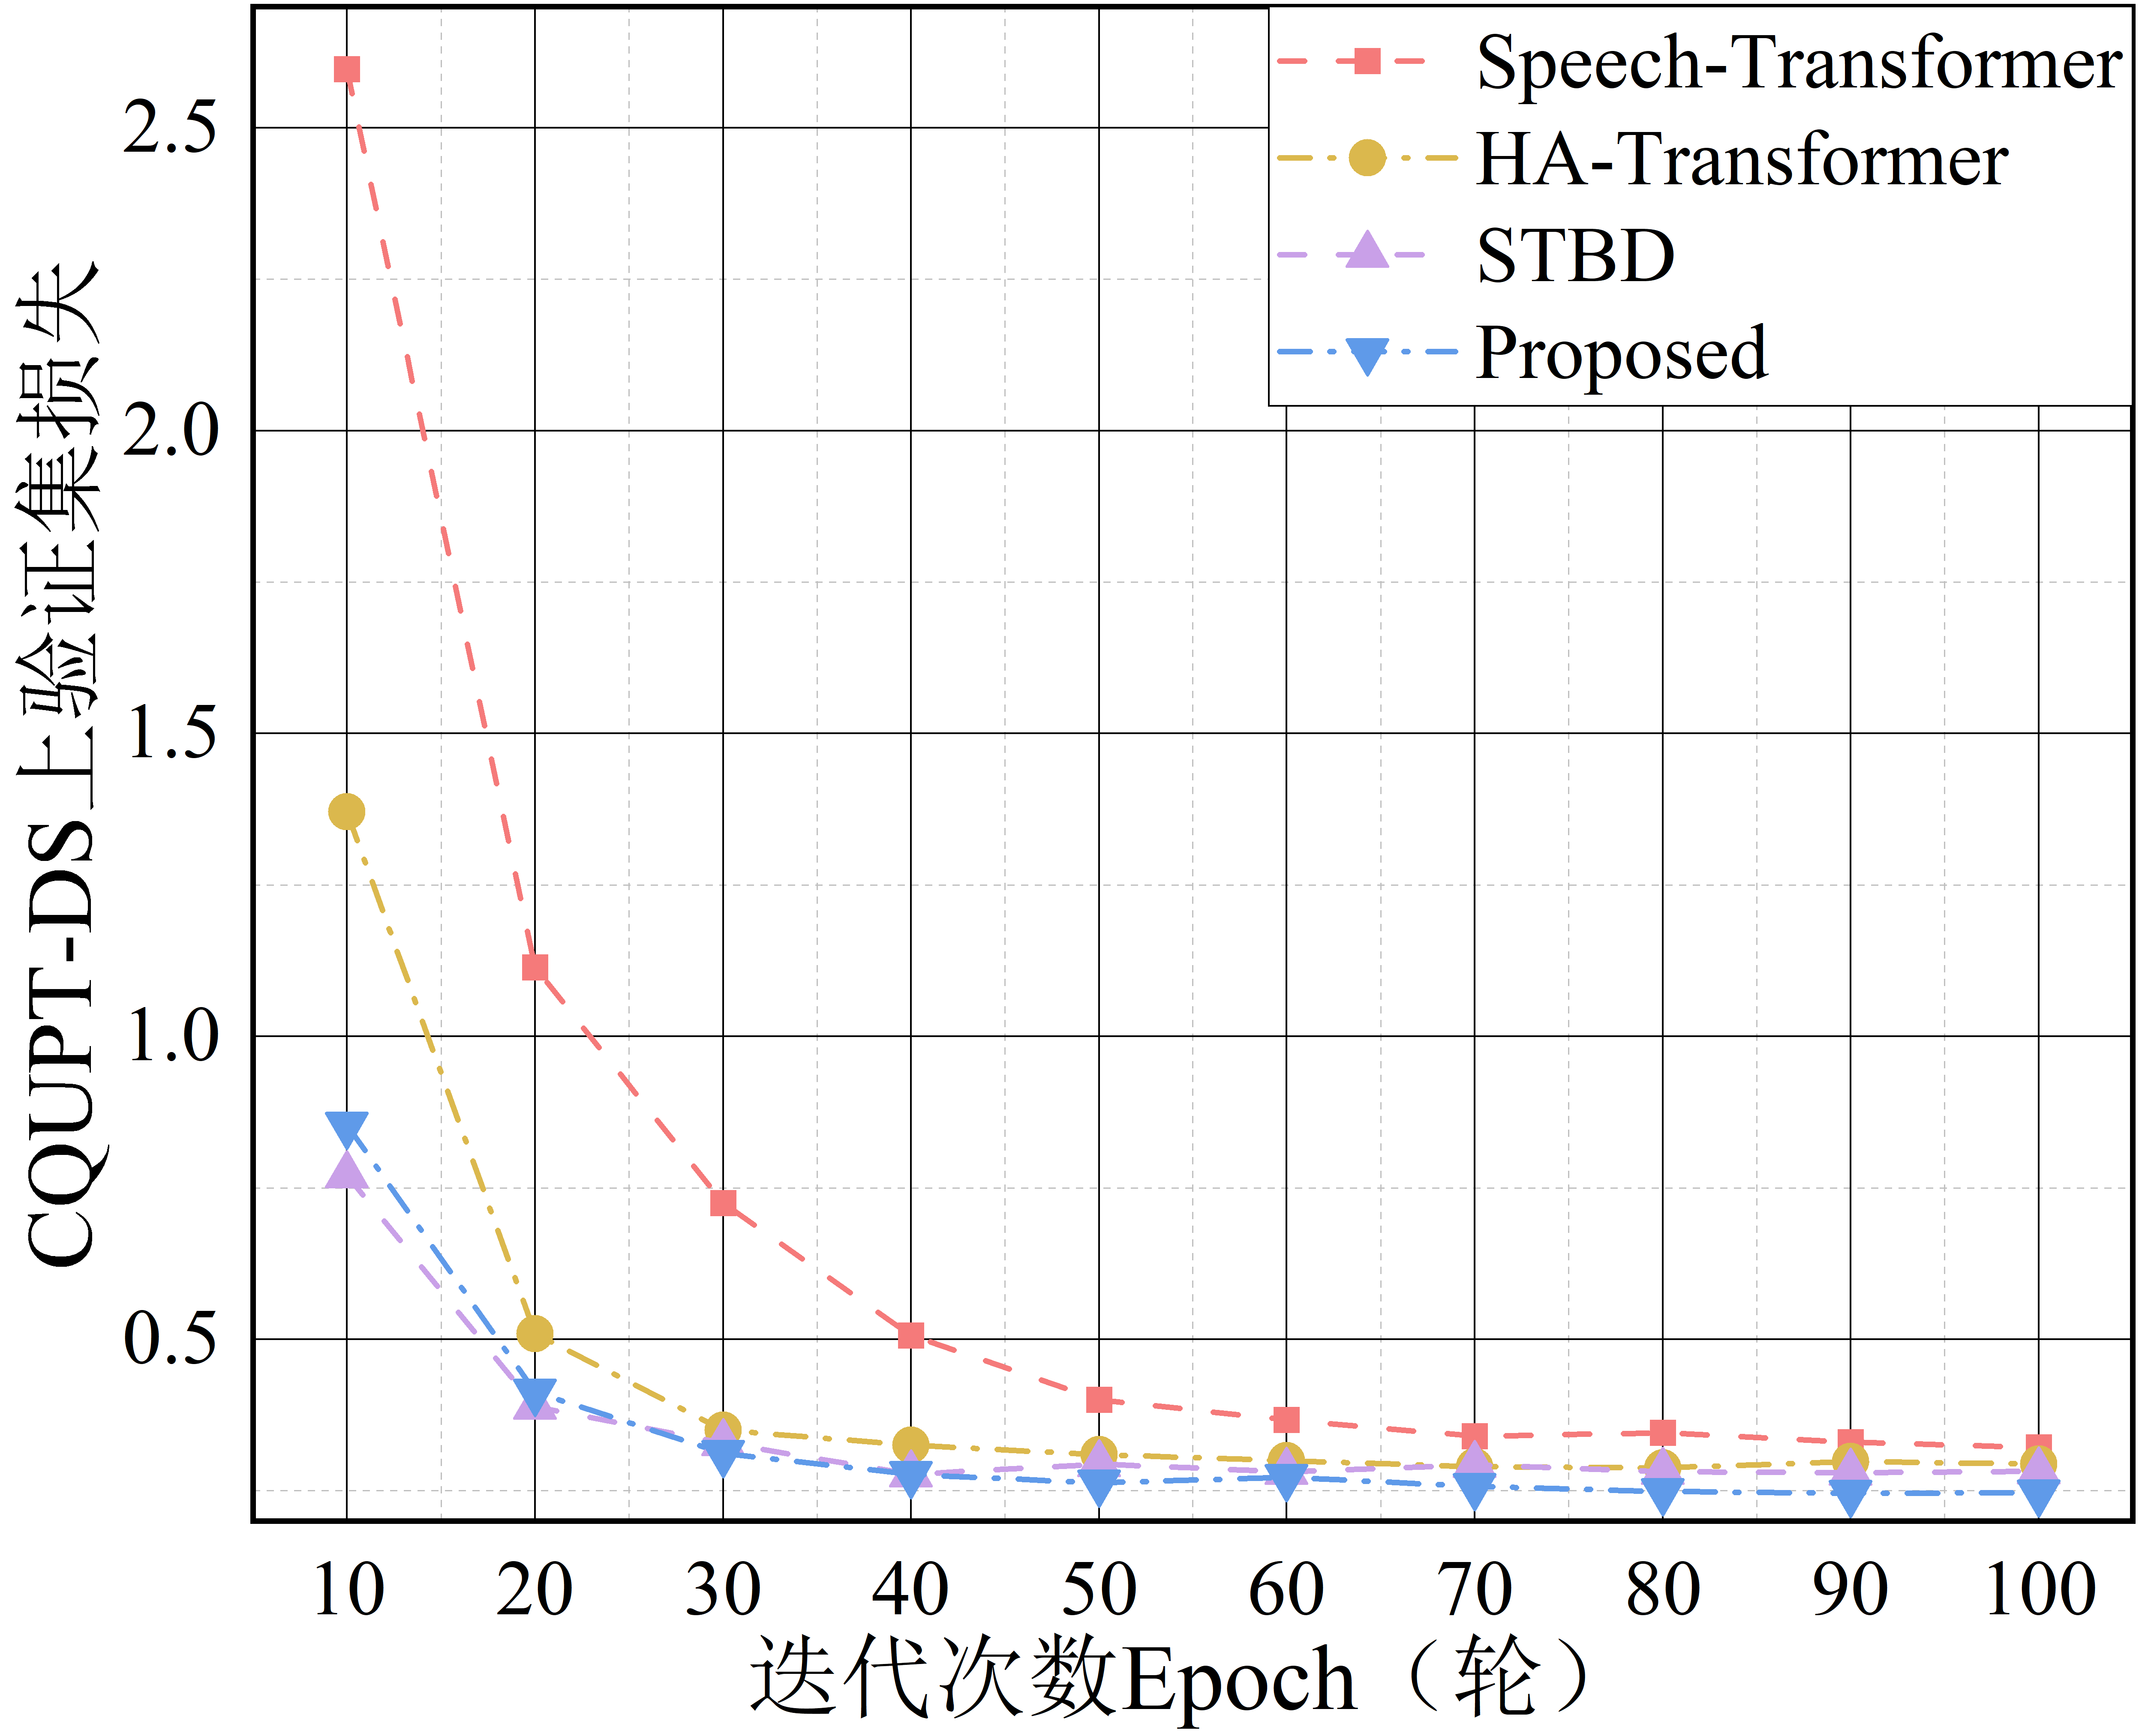 Speech-Transformer
HA-Transformer
STBD
Proposed
CQUPT-DS上验证集损失
2.5
2.0
1.5
1.0
0.5
10 20 30 40 50 60 70 80 90 100
迭代次数Epoch（轮）